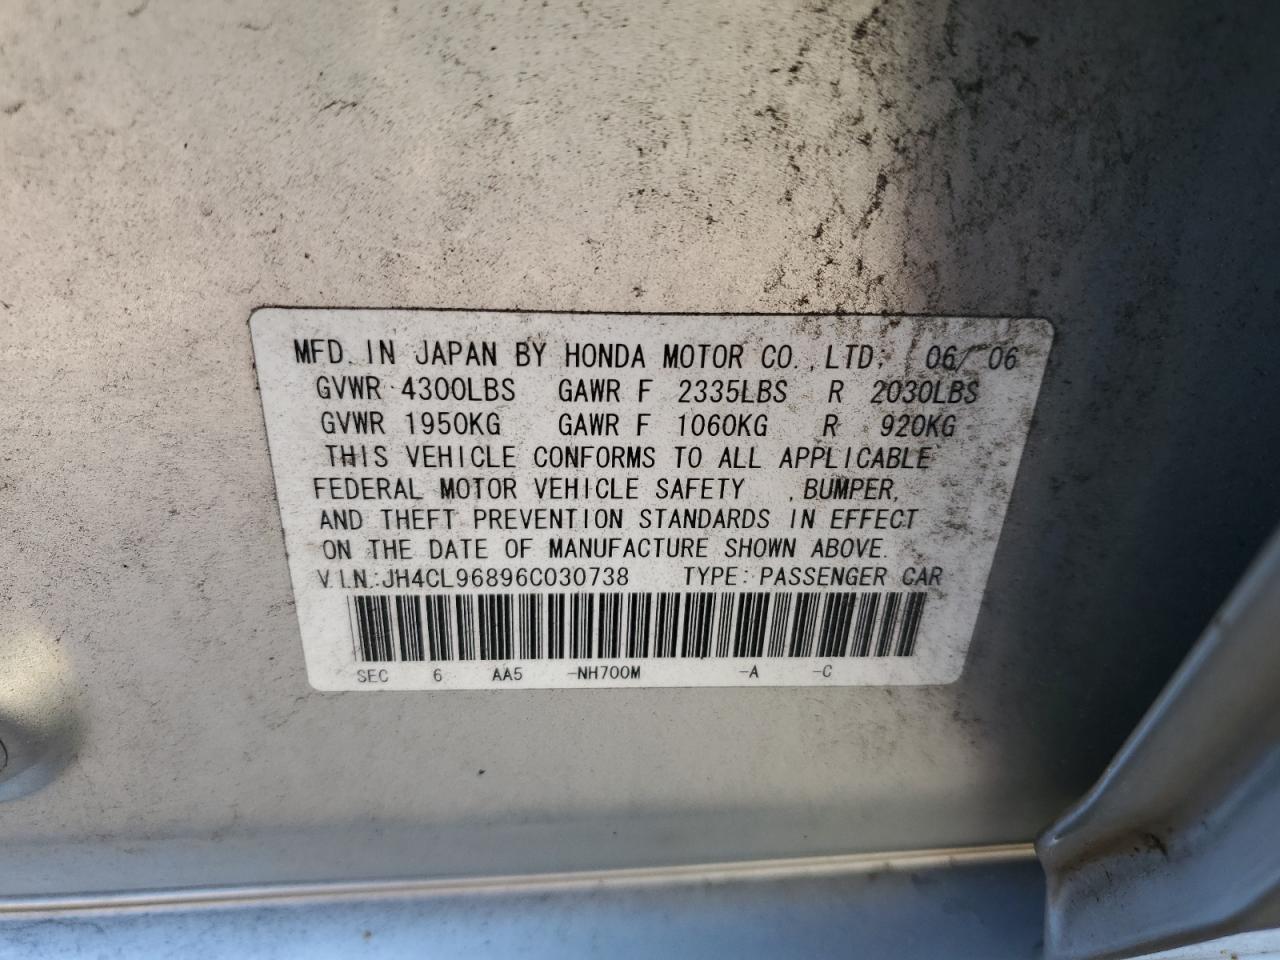 MFD. IN JAPAN BY HONDA MOTOR CO.,LTD. 06/ 06
GVWR 4300LBS GAWR F 2335LBS R 2030LBS
GVWR 1950KG GAWR F 1060KG R 920KG
THIS VEHICLE CONFORMS TO ALL APPLICABLE
FEDERAL MOTOR VEHICLE SAFETY ,BUMPER,
AND THEFT PREVENTION STANDARDS IN EFFECT
ON THE DATE OF MANUFACTURE SHOWN ABOVE.
V.I.N.:JH4CL96896C030738 TYPE:PASSENGER CAR
SEC 6 AA5 -NH700M -A -C